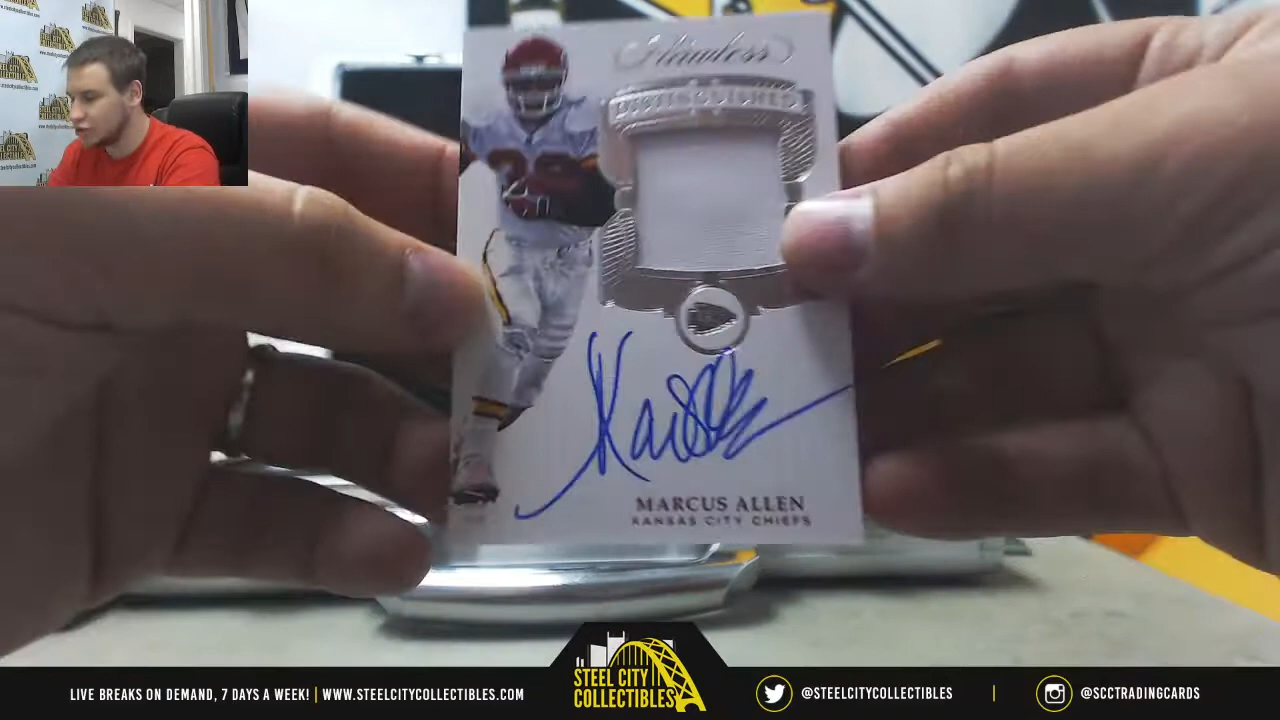 Flawless
DISTINGUISHED
MARCUS ALLEN
KANSAS CITY CHIEFS
STEEL CITY
COLLECTIBLES
LIVE BREAKS ON DEMAND, 7 DAYS A WEEK! | WWW.STEELCITYCOLLECTIBLES.COM
@STEELCITYCOLLECTIBLES | @SCCTRADINGCARDS